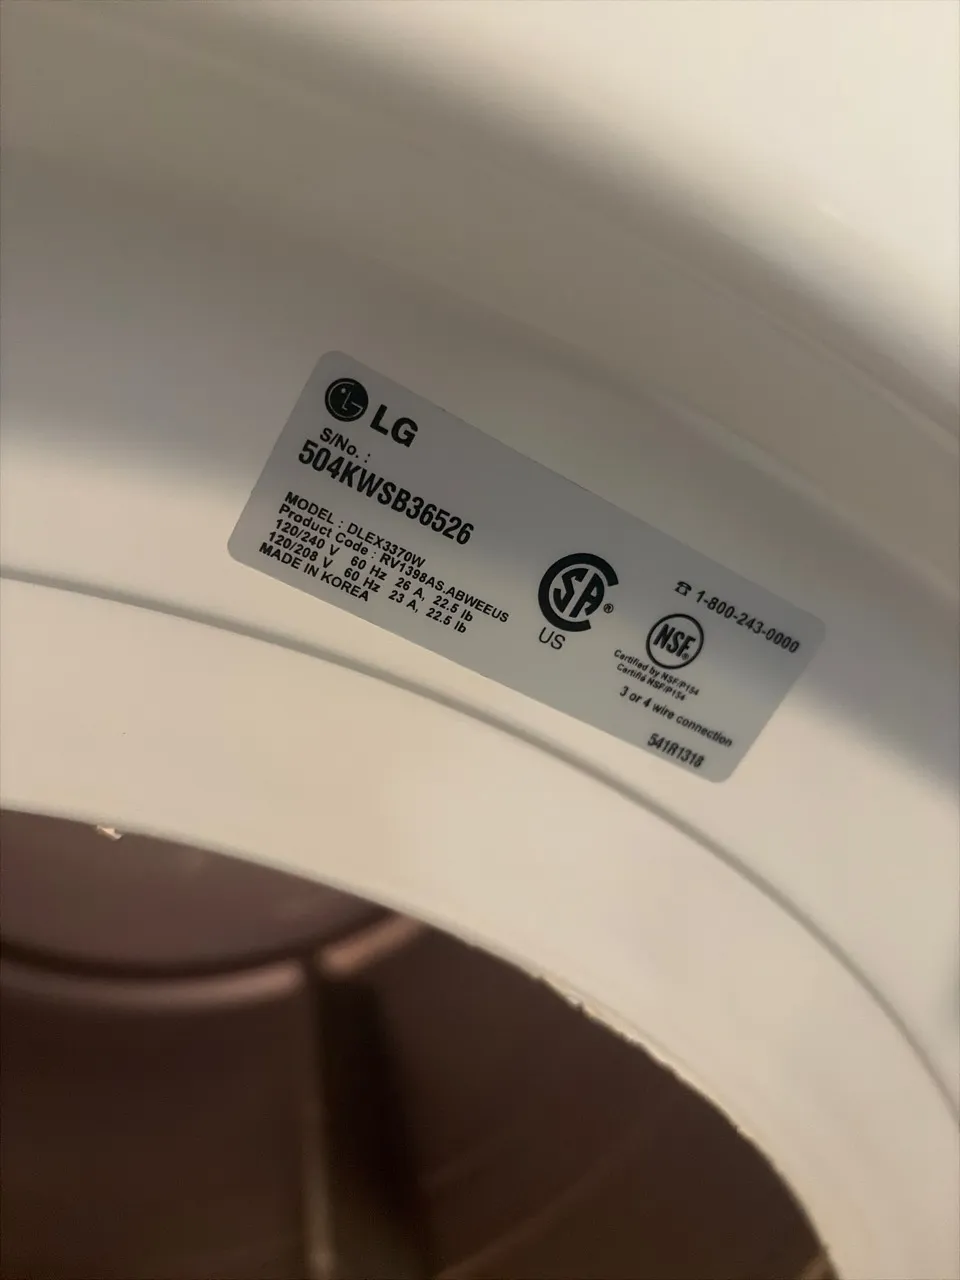 LG
S/No. :
504KWSB36526
MODEL : DLEX3370W
Product Code : RV1398AS.ABWEEUS
120/240 V 60 Hz 26 A, 22.5 lb
120/208 V 60 Hz 23 A, 22.5 lb
MADE IN KOREA
SA ®
US
☎ 1-800-243-0000
NSF®
Certified by NSF/P154
Certifié NSF/P154
3 or 4 wire connection
541R1318